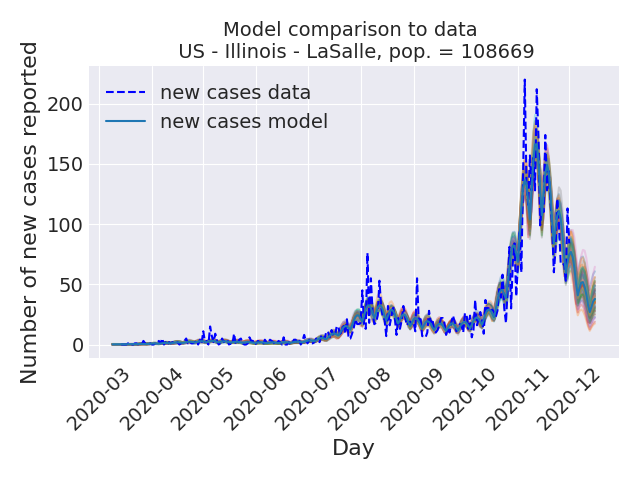 Model comparison to data
US - Illinois - LaSalle, pop. = 108669
Number of new cases reported
200
150
100
50
0
new cases data
new cases model
2020-03
2020-04
2020-05
2020-06
2020-07
2020-08
2020-09
2020-10
2020-11
2020-12
Day